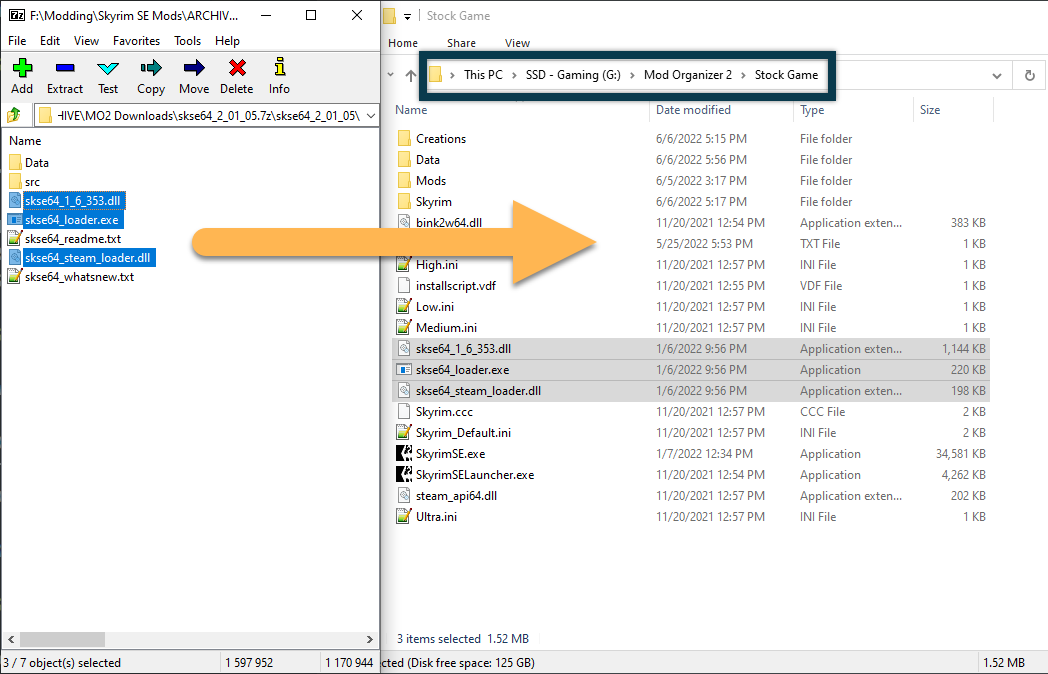 F:\Modding\Skyrim SE Mods\ARCHIV...
File Edit View Favorites Tools Help
Add Extract Test Copy Move Delete Info
HIVE\MO2 Downloads\skse64_2_01_05.7z\skse64_2_01_05\
Name
Data
src
skse64_1_6_353.dll
skse64_loader.exe
skse64_readme.txt
skse64_steam_loader.dll
skse64_whatsnew.txt
3 / 7 object(s) selected 1 597 952 1 170 944
Stock Game
Home Share View
This PC SSD - Gaming (G:) Mod Organizer 2 Stock Game
Name Date modified Type Size
Creations 6/6/2022 5:15 PM File folder
Data 6/6/2022 5:56 PM File folder
Mods 6/5/2022 3:17 PM File folder
Skyrim 6/6/2022 5:17 PM File folder
bink2w64.dll 11/20/2021 12:54 PM Application exten... 383 KB
5/25/2022 5:53 PM TXT File 1 KB
High.ini 11/20/2021 12:57 PM INI File 1 KB
installscript.vdf 11/20/2021 12:55 PM VDF File 1 KB
Low.ini 11/20/2021 12:57 PM INI File 1 KB
Medium.ini 11/20/2021 12:57 PM INI File 1 KB
skse64_1_6_353.dll 1/6/2022 9:56 PM Application exten... 1,144 KB
skse64_loader.exe 1/6/2022 9:56 PM Application 220 KB
skse64_steam_loader.dll 1/6/2022 9:56 PM Application exten... 198 KB
Skyrim.ccc 11/20/2021 12:57 PM CCC File 2 KB
Skyrim_Default.ini 11/20/2021 12:57 PM INI File 2 KB
SkyrimSE.exe 1/7/2022 12:34 PM Application 34,581 KB
SkyrimSELauncher.exe 11/20/2021 12:54 PM Application 4,262 KB
steam_api64.dll 11/20/2021 12:57 PM Application exten... 202 KB
Ultra.ini 11/20/2021 12:57 PM INI File 1 KB
3 items selected 1.52 MB
cted (Disk free space: 125 GB) 1.52 MB